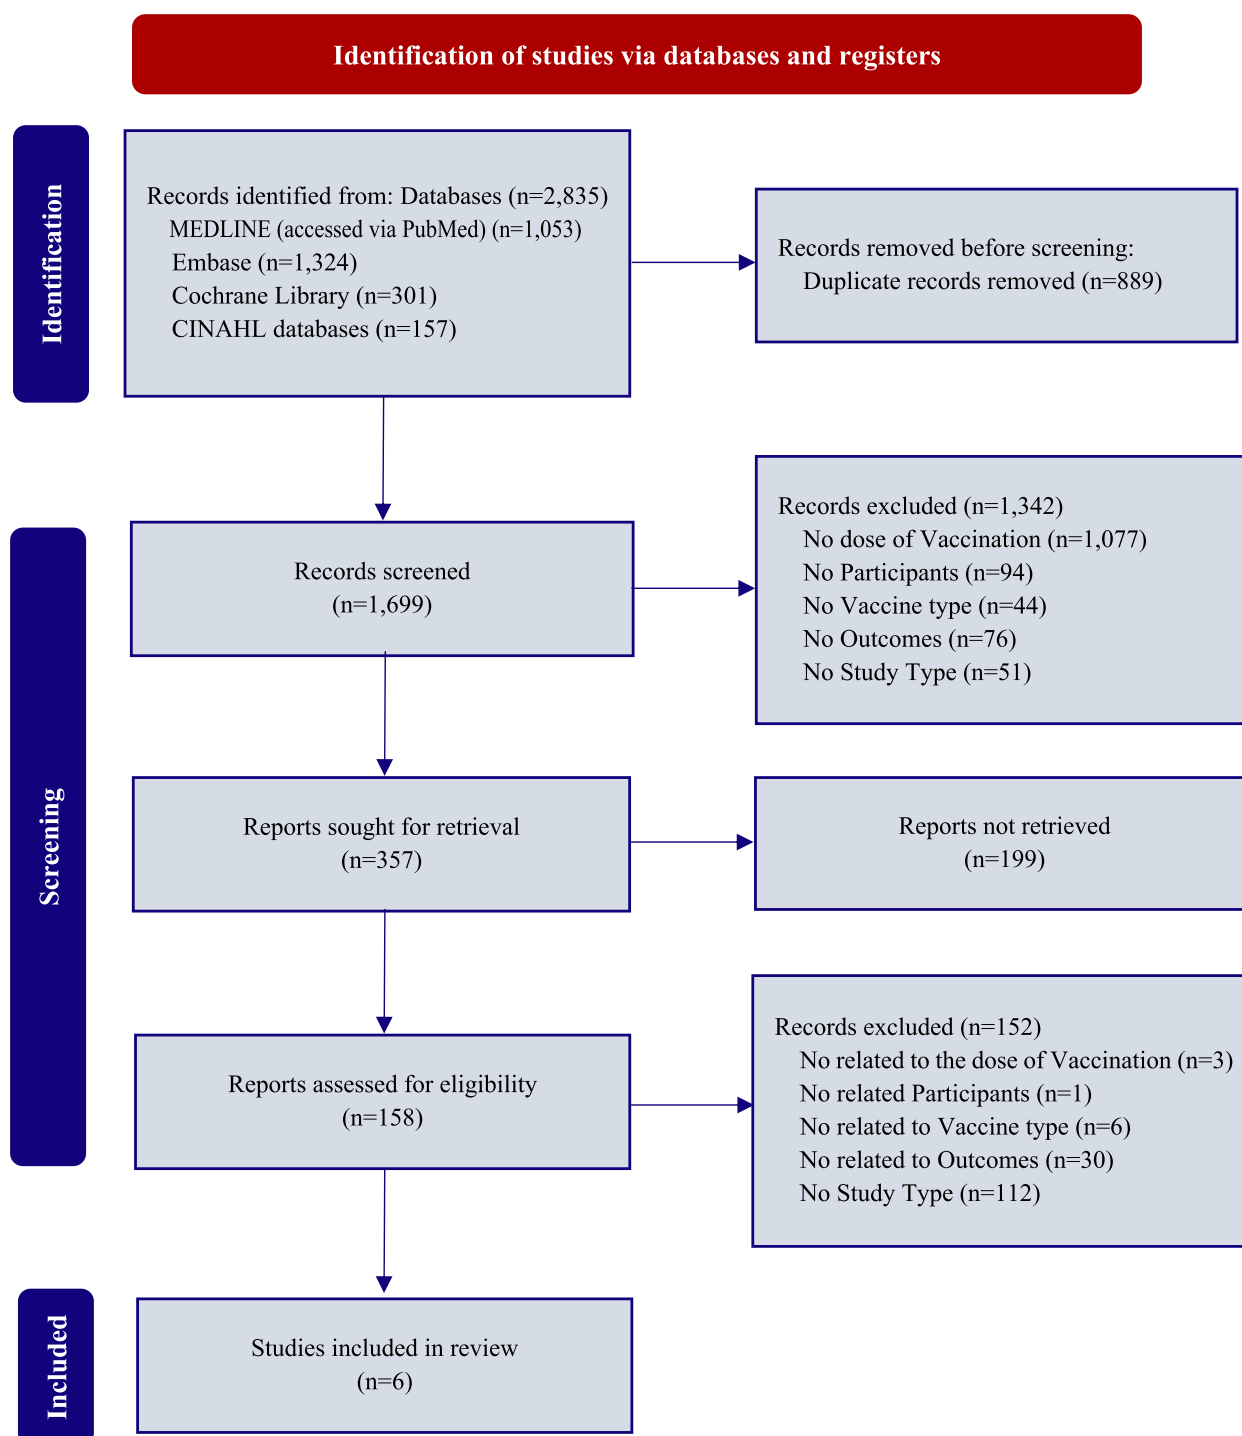 Identification of studies via databases and registers
Identification
Records identified from: Databases (n=2,835)
MEDLINE (accessed via PubMed) (n=1,053)
Embase (n=1,324)
Cochrane Library (n=301)
CINAHL databases (n=157)
Records removed before screening:
Duplicate records removed (n=889)
Screening
Records screened
(n=1,699)
Records excluded (n=1,342)
No dose of Vaccination (n=1,077)
No Participants (n=94)
No Vaccine type (n=44)
No Outcomes (n=76)
No Study Type (n=51)
Reports sought for retrieval
(n=357)
Reports not retrieved
(n=199)
Reports assessed for eligibility
(n=158)
Records excluded (n=152)
No related to the dose of Vaccination (n=3)
No related Participants (n=1)
No related to Vaccine type (n=6)
No related to Outcomes (n=30)
No Study Type (n=112)
Included
Studies included in review
(n=6)